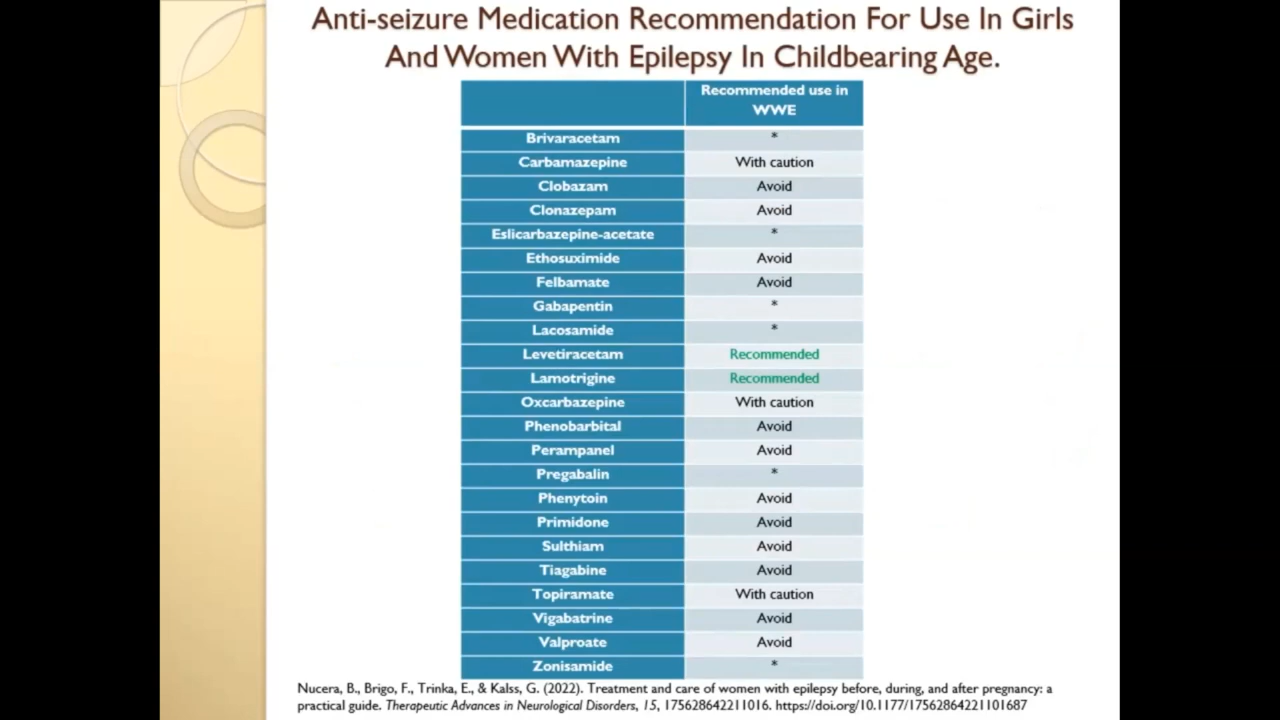 Anti-seizure Medication Recommendation For Use In Girls
And Women With Epilepsy In Childbearing Age.
Recommended use in
WWE
Brivaracetam *
Carbamazepine With caution
Clobazam Avoid
Clonazepam Avoid
Eslicarbazepine-acetate *
Ethosuximide Avoid
Felbamate Avoid
Gabapentin *
Lacosamide *
Levetiracetam Recommended
Lamotrigine Recommended
Oxcarbazepine With caution
Phenobarbital Avoid
Perampanel Avoid
Pregabalin *
Phenytoin Avoid
Primidone Avoid
Sulthiam Avoid
Tiagabine Avoid
Topiramate With caution
Vigabatrine Avoid
Valproate Avoid
Zonisamide *
Nucera, B., Brigo, F., Trinka, E., & Kalss, G. (2022). Treatment and care of women with epilepsy before, during, and after pregnancy: a
practical guide. Therapeutic Advances in Neurological Disorders, 15, 175628642211016. https://doi.org/10.1177/17562864221101687